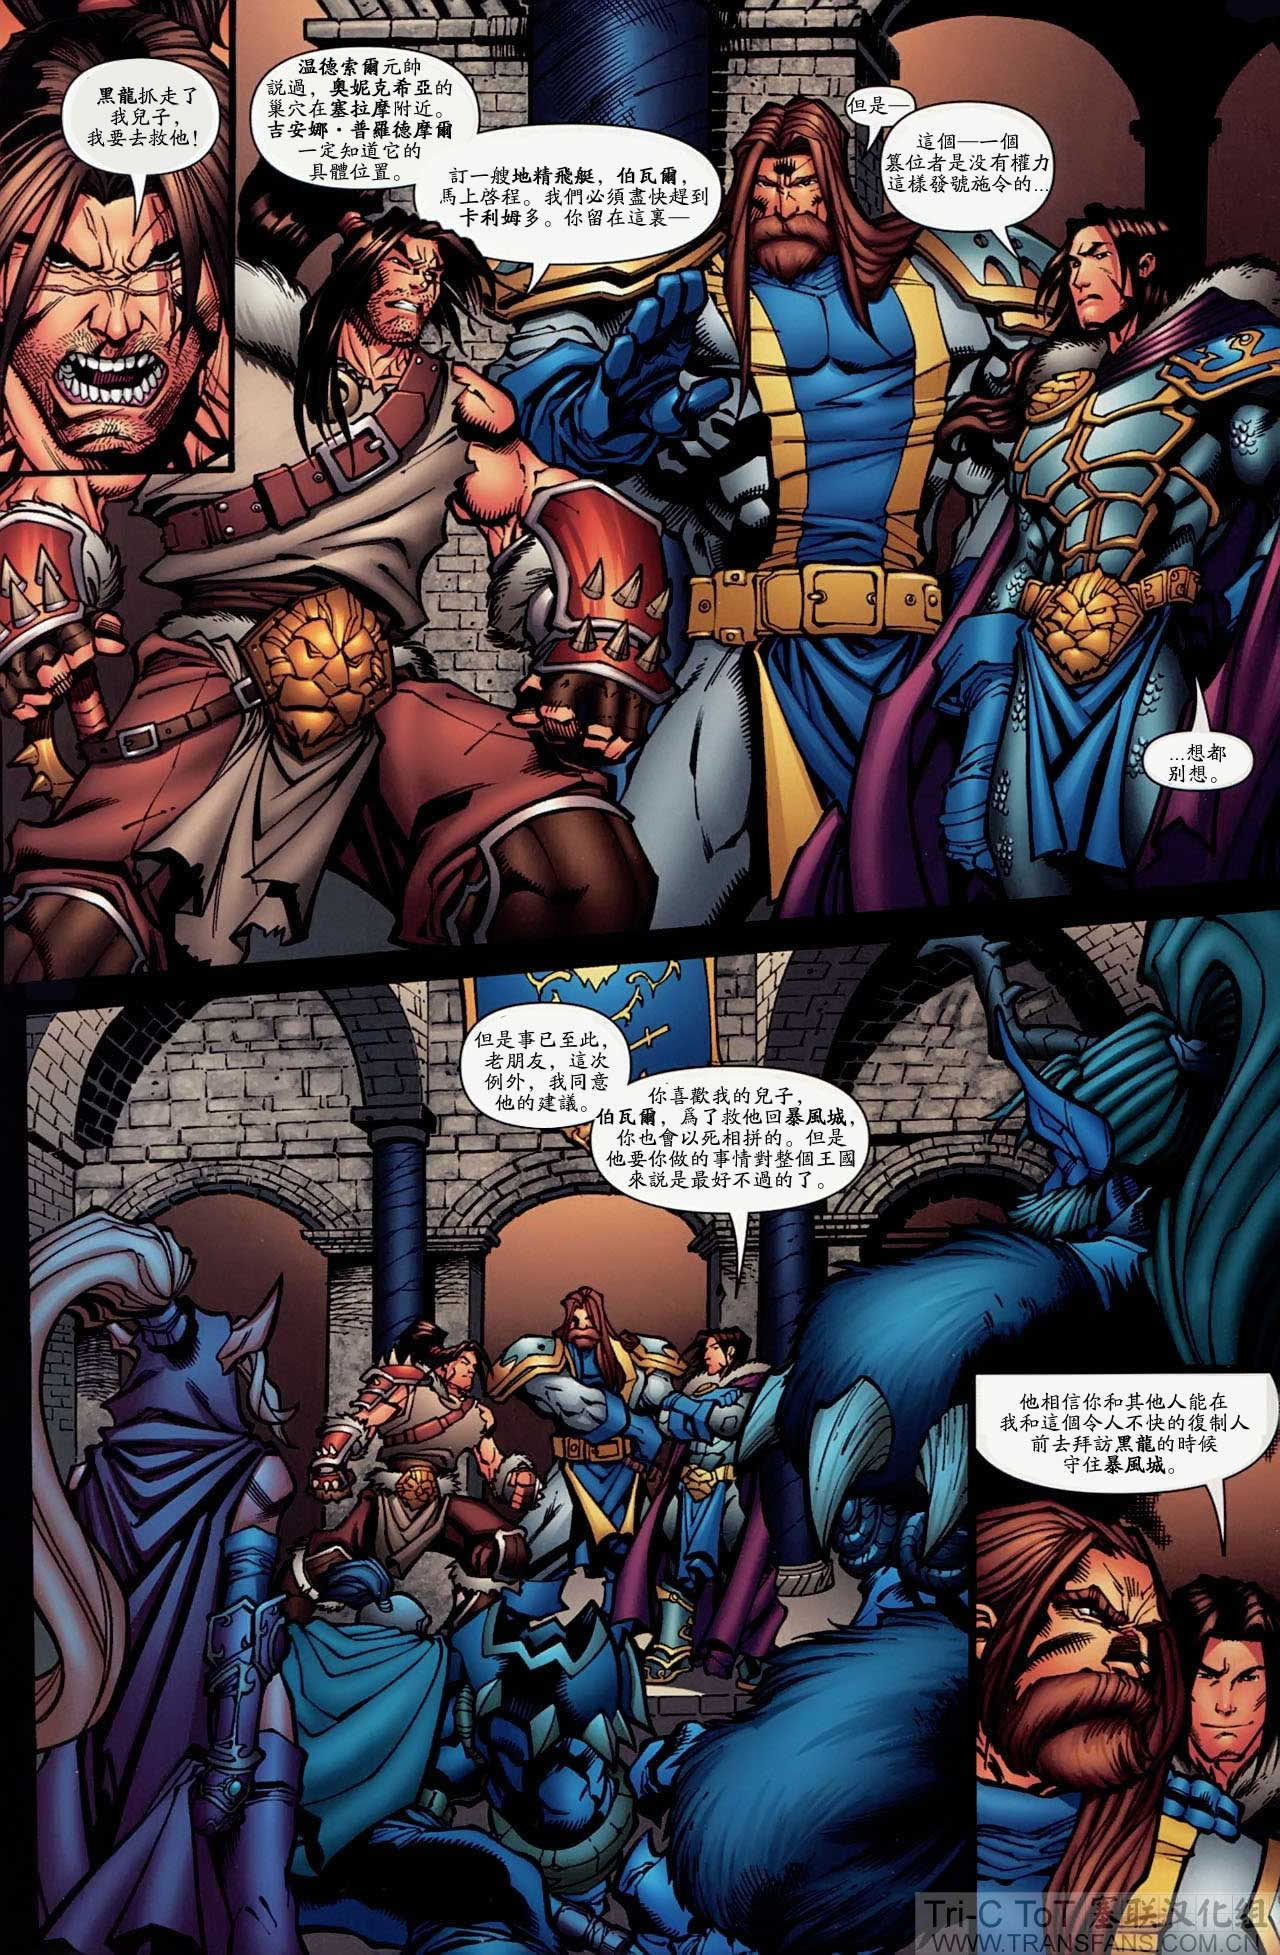 黑龍抓走了
我兒子,
我要去救他!
温德索爾元帥
説過,奥妮克希亞的
巢穴在塞拉摩附近。
吉安娜·普羅德摩爾
一定知道它的
具體位置。
訂一艘地精飛艇,伯瓦爾,
馬上啓程。我們必須盡快趕到
卡利姆多。你留在這裏—
但是—
這個—一個
篡位者是没有權力
這樣發號施令的...
...想都
别想。
但是事已至此,
老朋友,這次
例外,我同意
他的建議。
你喜歡我的兒子,
伯瓦爾,爲了救他回暴風城,
你也會以死相拼的。但是
他要你做的事情對整個王國
來説是最好不過的了。
他相信你和其他人能在
我和這個令人不快的復制人
前去拜訪黑龍的時候
守住暴風城。
Tri-C ToT 塞联汉化组
WWW.TRANSFANS.COM.CN